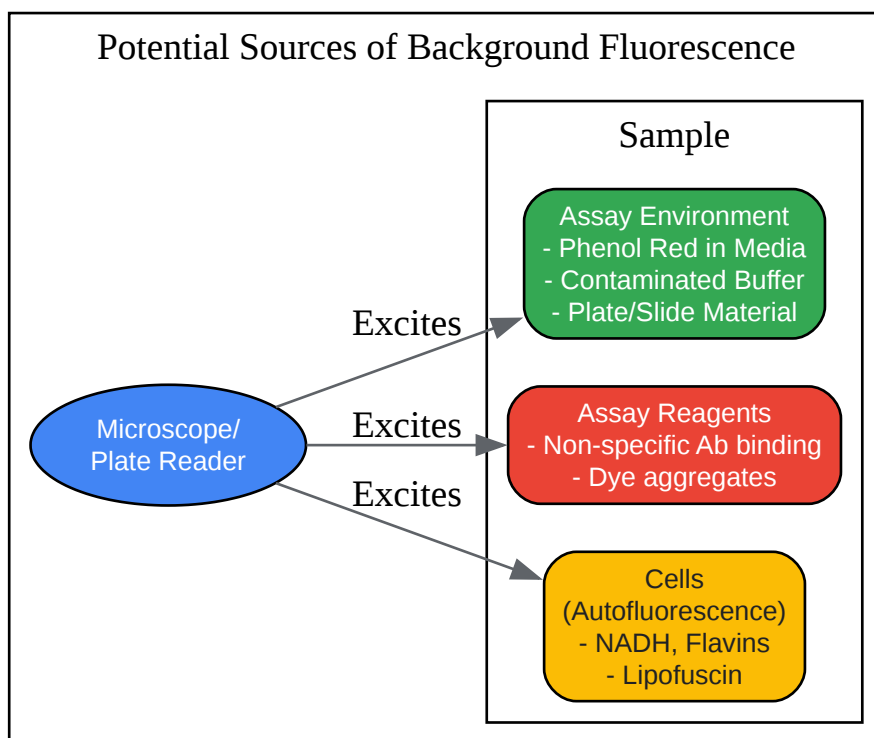 Potential Sources of Background Fluorescence
Sample
Assay Environment
- Phenol Red in Media
- Contaminated Buffer
- Plate/Slide Material
Excites
Microscope/
Plate Reader
Excites
Assay Reagents
- Non-specific Ab binding
- Dye aggregates
Excites
Cells
(Autofluorescence)
- NADH, Flavins
- Lipofuscin